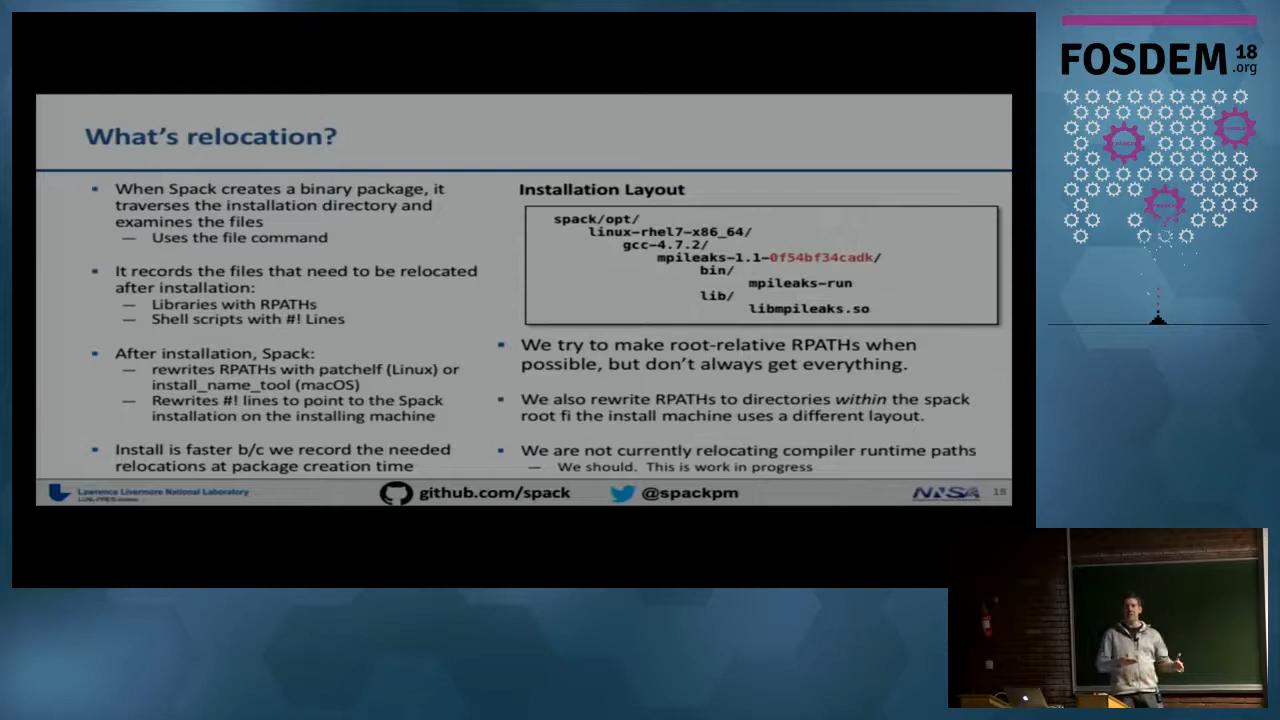 What's relocation?
When Spack creates a binary package, it
traverses the installation directory and
examines the files
— Uses the file command
It records the files that need to be relocated
after installation:
— Libraries with RPATHs
— Shell scripts with #! Lines
After installation, Spack:
— rewrites RPATHs with patchelf (Linux) or
install_name_tool (macOS)
— Rewrites #! lines to point to the Spack
installation on the installing machine
Install is faster b/c we record the needed
relocations at package creation time
Installation Layout
spack/opt/
linux-rhel7-x86_64/
gcc-4.7.2/
mpileaks-1.1-0f54bf34cadk/
bin/
mpileaks-run
lib/
libmpileaks.so
We try to make root-relative RPATHs when
possible, but don't always get everything.
We also rewrite RPATHs to directories within the spack
root fi the install machine uses a different layout.
We are not currently relocating compiler runtime paths
— We should. This is work in progress
Lawrence Livermore National Laboratory
github.com/spack
@spackpm
NNSA
18
FOSDEM 18
.org